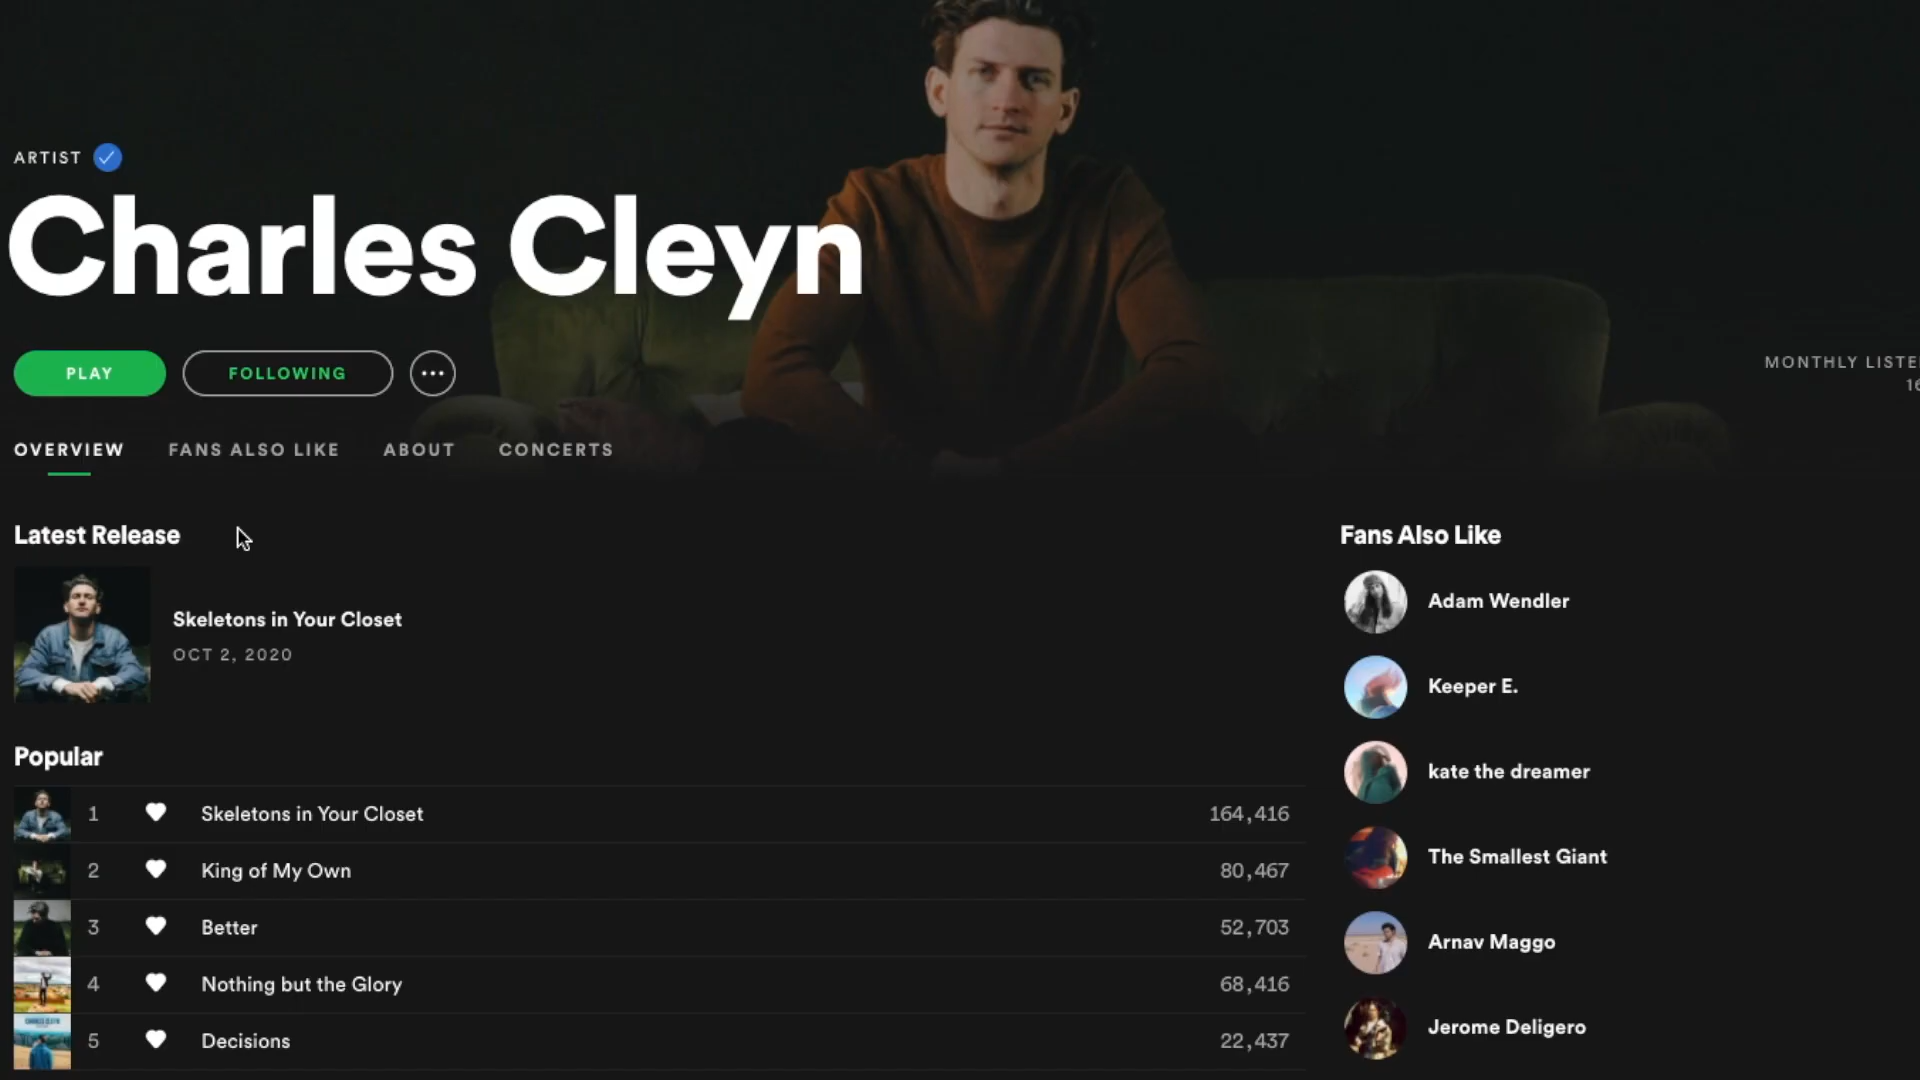 ARTIST
Charles Cleyn
PLAY
FOLLOWING
OVERVIEW
FANS ALSO LIKE
ABOUT
CONCERTS
Latest Release
Skeletons in Your Closet
OCT 2, 2020
Popular
1 Skeletons in Your Closet 164,416
2 King of My Own 80,467
3 Better 52,703
4 Nothing but the Glory 68,416
5 Decisions 22,437
MONTHLY
Fans Also Like
Adam Wendler
Keeper E.
kate the dreamer
The Smallest Giant
Arnav Maggo
Jerome Deligero